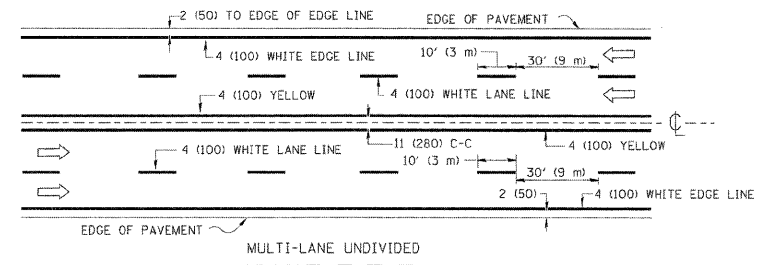 2 (50) TO EDGE OF EDGE LINE
EDGE OF PAVEMENT
4 (100) WHITE EDGE LINE
10' (3 m)
30' (9 m)
4 (100) YELLOW
4 (100) WHITE LANE LINE
CL
4 (100) WHITE LANE LINE
11 (280) C-C
4 (100) YELLOW
10' (3 m)
30' (9 m)
2 (50)
4 (100) WHITE EDGE LINE
EDGE OF PAVEMENT
MULTI-LANE UNDIVIDED